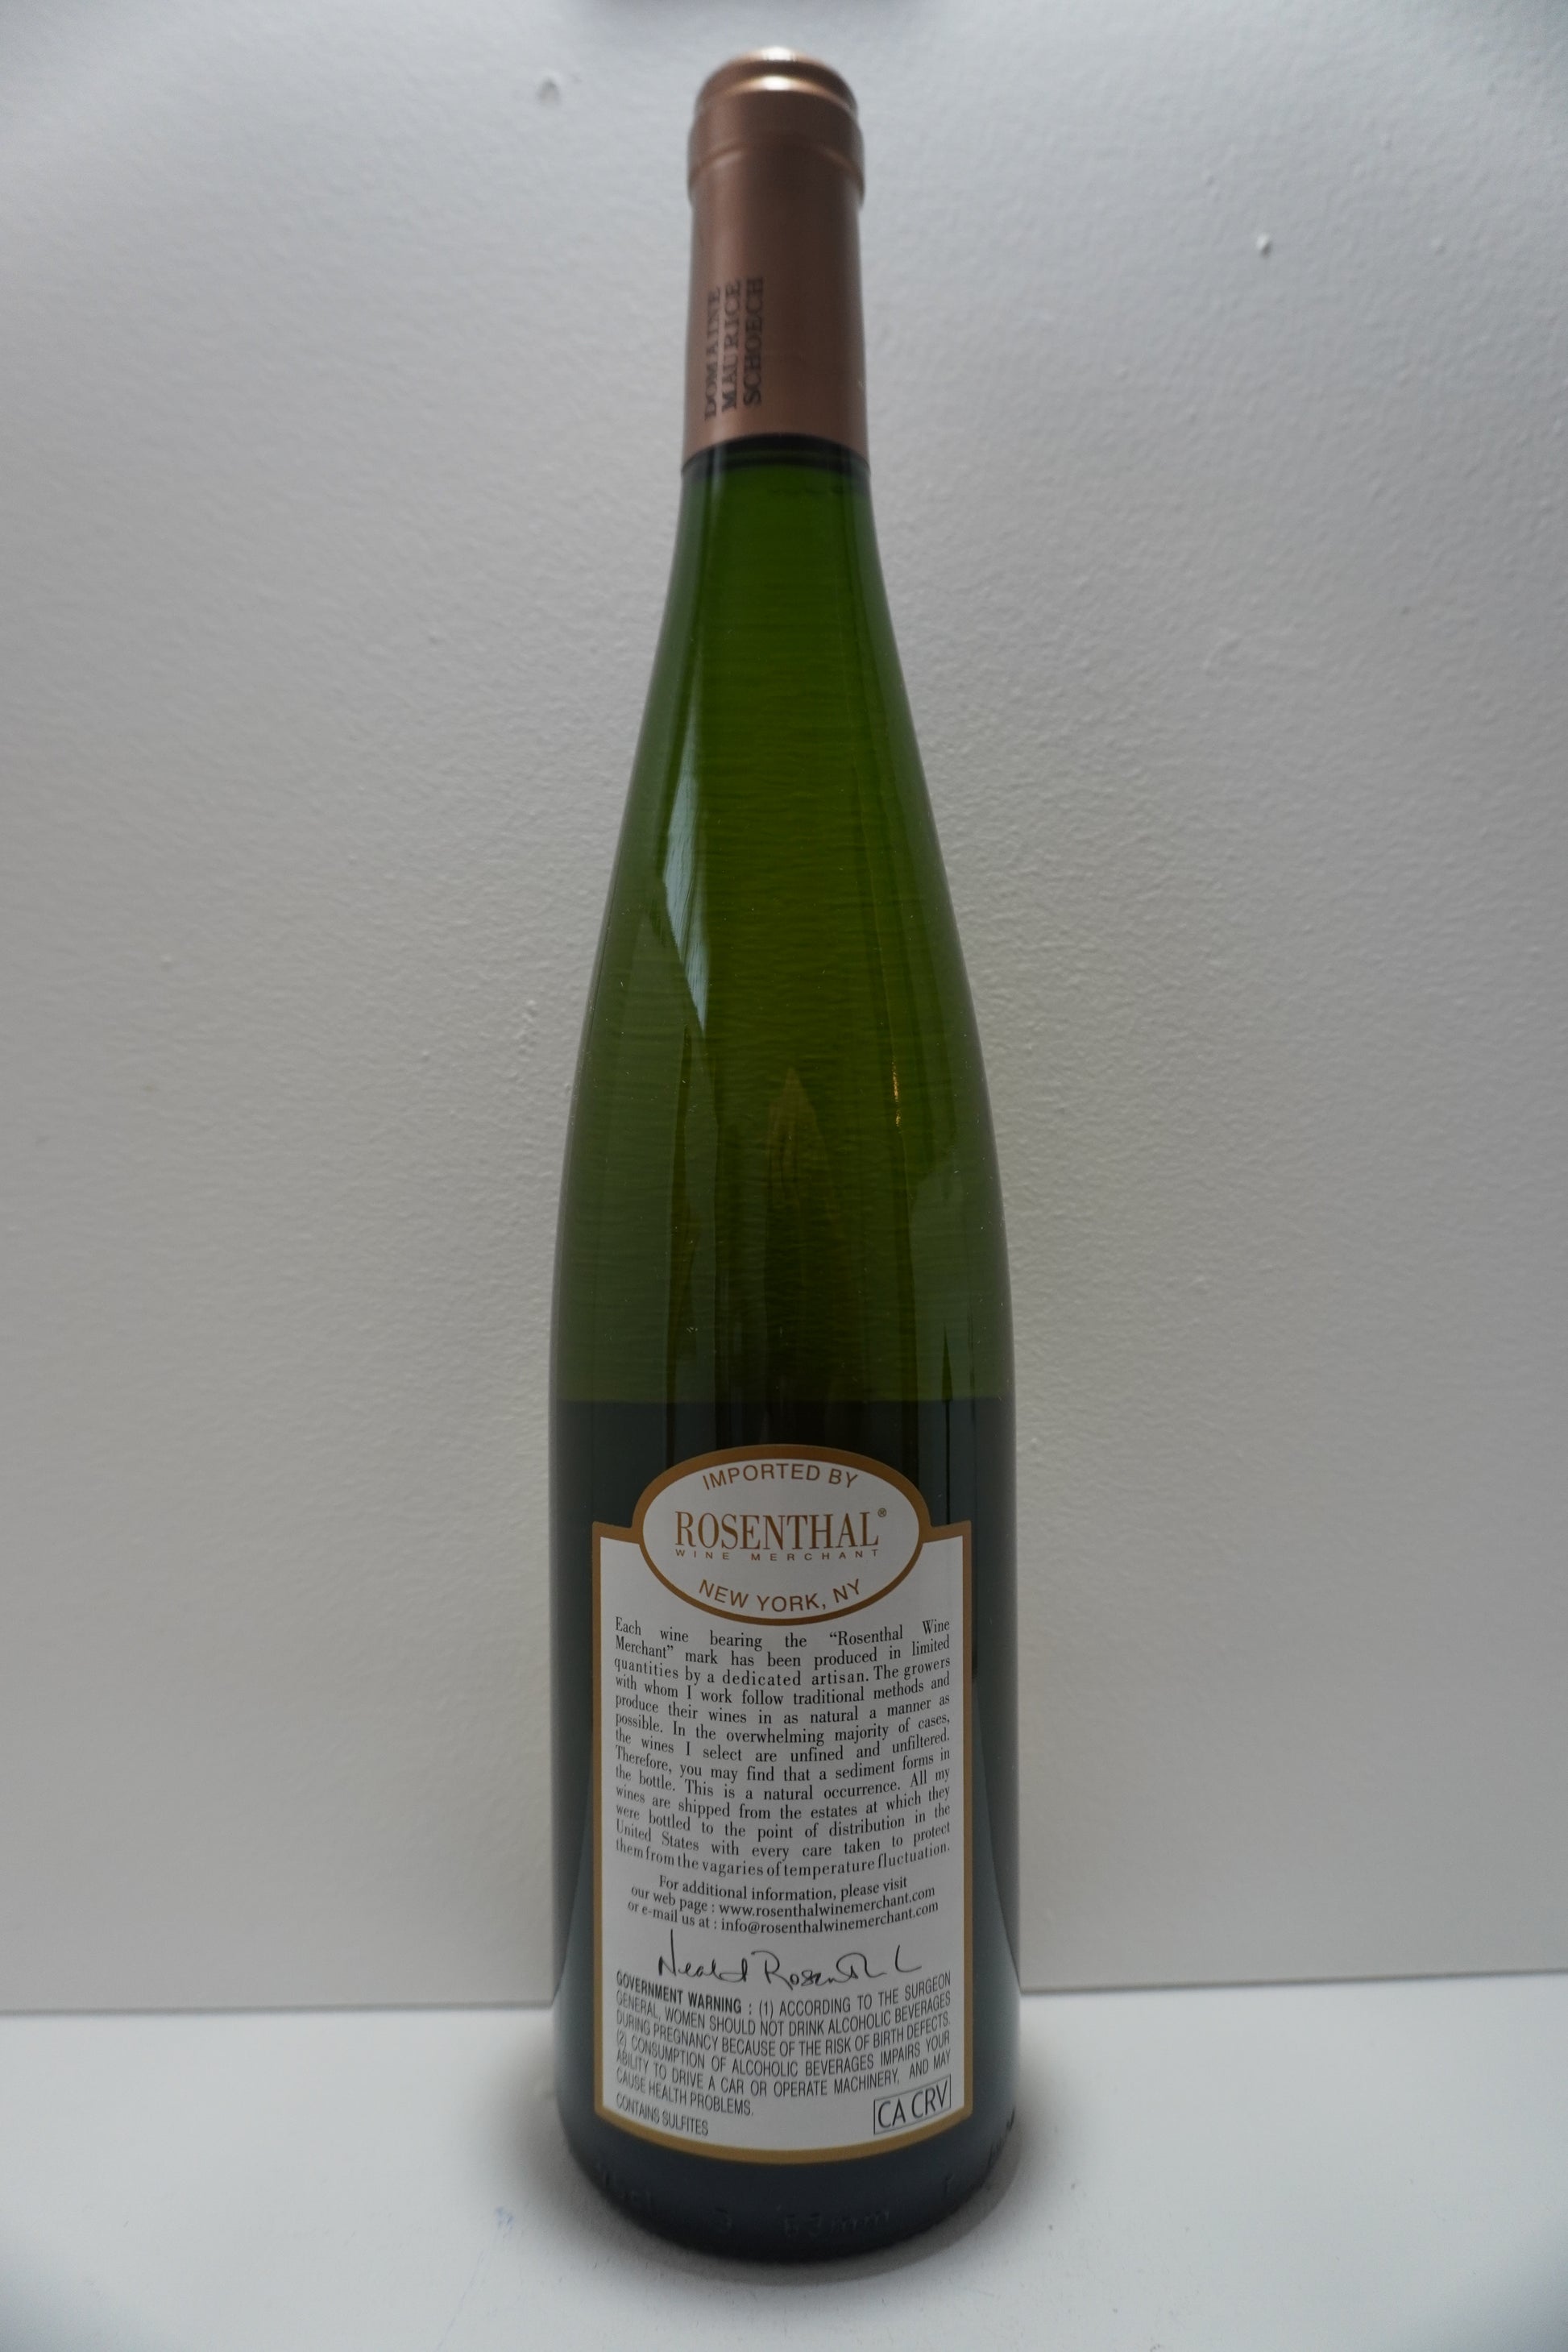 DOMAINE
MAURICE
SCHOECH
IMPORTED BY
ROSENTHAL®
WINE MERCHANT
NEW YORK, NY
Each wine bearing the “Rosenthal Wine
Merchant” mark has been produced in limited
quantities by a dedicated artisan. The growers
with whom I work follow traditional methods and
produce their wines in as natural a manner as
possible. In the overwhelming majority of cases,
the wines I select are unfined and unfiltered.
Therefore, you may find that a sediment forms in
the bottle. This is a natural occurrence. All my
wines are shipped from the estates at which they
were bottled to the point of distribution in the
United States with every care taken to protect
them from the vagaries of temperature fluctuation.
For additional information, please visit
our web page : www.rosenthalwinemerchant.com
or e-mail us at : info@rosenthalwinemerchant.com
Neal Rosenthal
GOVERNMENT WARNING : (1) ACCORDING TO THE SURGEON
GENERAL, WOMEN SHOULD NOT DRINK ALCOHOLIC BEVERAGES
DURING PREGNANCY BECAUSE OF THE RISK OF BIRTH DEFECTS.
(2) CONSUMPTION OF ALCOHOLIC BEVERAGES IMPAIRS YOUR
ABILITY TO DRIVE A CAR OR OPERATE MACHINERY, AND MAY
CAUSE HEALTH PROBLEMS.
CONTAINS SULFITES
CA CRV
63mm